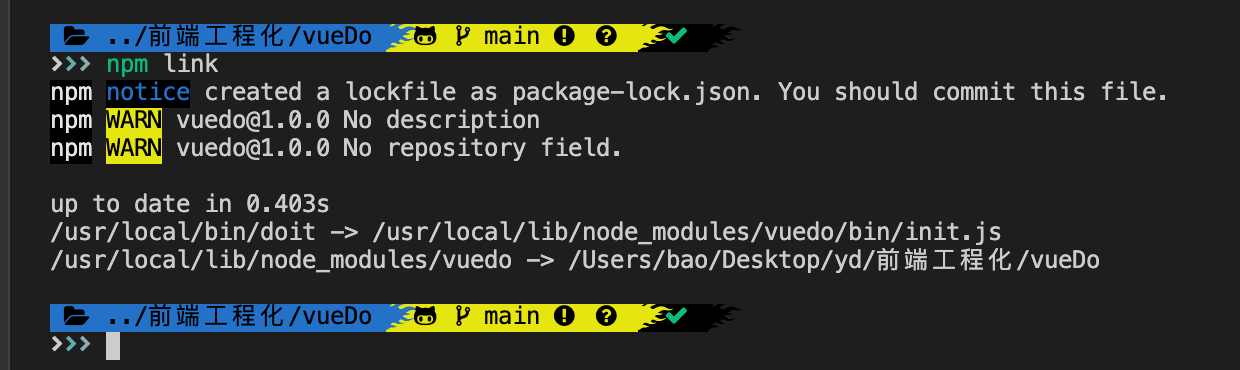 ../前端工程化/vueDo main
>>> npm link
npm notice created a lockfile as package-lock.json. You should commit this file.
npm WARN vuedo@1.0.0 No description
npm WARN vuedo@1.0.0 No repository field.
up to date in 0.403s
/usr/local/bin/doit -> /usr/local/lib/node_modules/vuedo/bin/init.js
/usr/local/lib/node_modules/vuedo -> /Users/bao/Desktop/yd/前端工程化/vueDo
../前端工程化/vueDo main
>>>